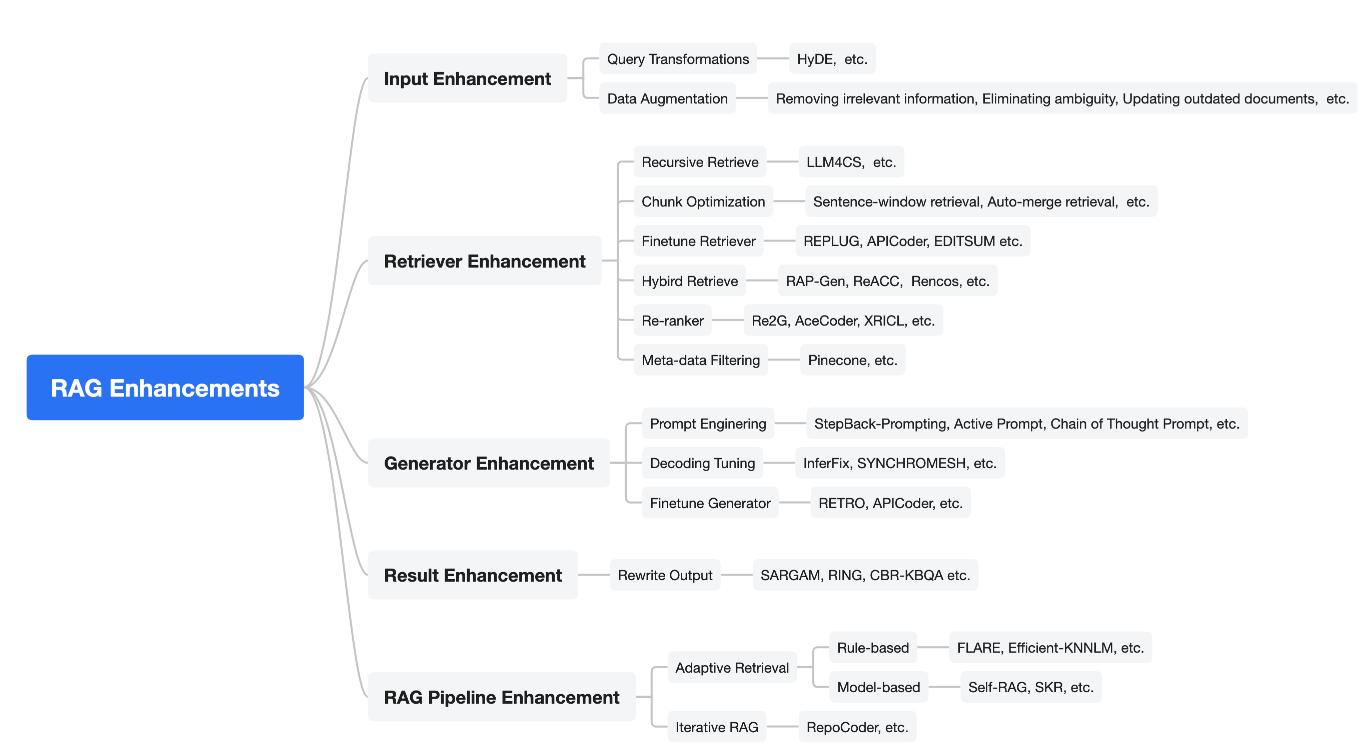 Input Enhancement
Query Transformations
HyDE, etc.
Data Augmentation
Removing irrelevant information, Eliminating ambiguity, Updating outdated documents, etc.
Retriever Enhancement
Recursive Retrieve
LLM4CS, etc.
Chunk Optimization
Sentence-window retrieval, Auto-merge retrieval, etc.
Finetune Retriever
REPLUG, APICoder, EDITSUM etc.
Hybird Retrieve
RAP-Gen, ReACC, Rencos, etc.
Re-ranker
Re2G, AceCoder, XRICL, etc.
Meta-data Filtering
Pinecone, etc.
RAG Enhancements
Generator Enhancement
Prompt Enginering
StepBack-Prompting, Active Prompt, Chain of Thought Prompt, etc.
Decoding Tuning
InferFix, SYNCHROMESH, etc.
Finetune Generator
RETRO, APICoder, etc.
Result Enhancement
Rewrite Output
SARGAM, RING, CBR-KBQA etc.
RAG Pipeline Enhancement
Adaptive Retrieval
Rule-based
FLARE, Efficient-KNNLM, etc.
Model-based
Self-RAG, SKR, etc.
Iterative RAG
RepoCoder, etc.